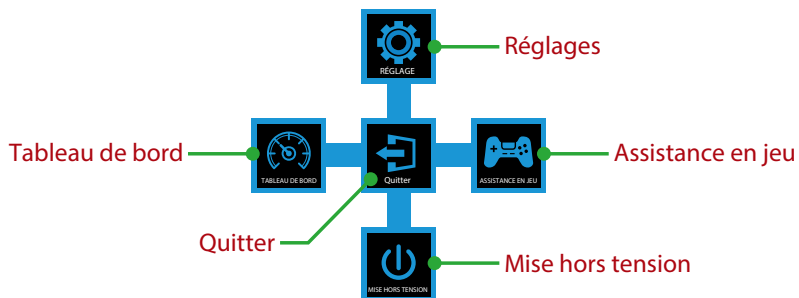 RÉGLAGE
Réglages
Tableau de bord
TABLEAU DE BORD
Quitter
ASSISTANCE EN JEU
Assistance en jeu
Quitter
MISE HORS TENSION
Mise hors tension